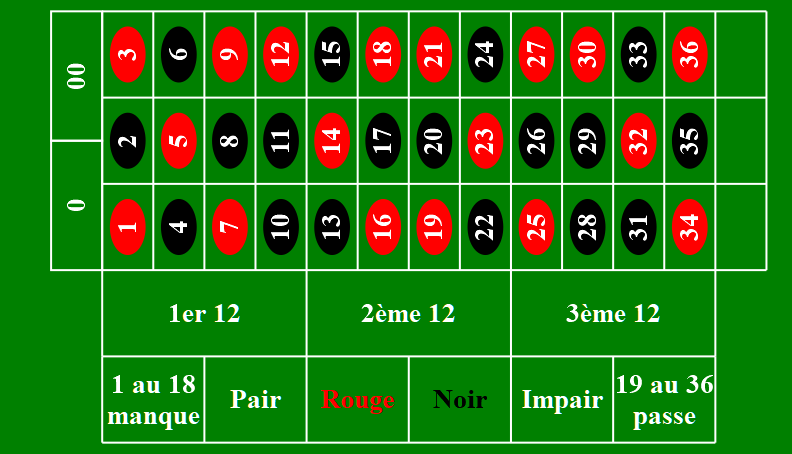 00
3 6 9 12 15 18 21 24 27 30 33 36
2 5 8 11 14 17 20 23 26 29 32 35
0
1 4 7 10 13 16 19 22 25 28 31 34
1er 12 2ème 12 3ème 12
1 au 18
manque
Pair
Rouge
Noir
Impair
19 au 36
passe